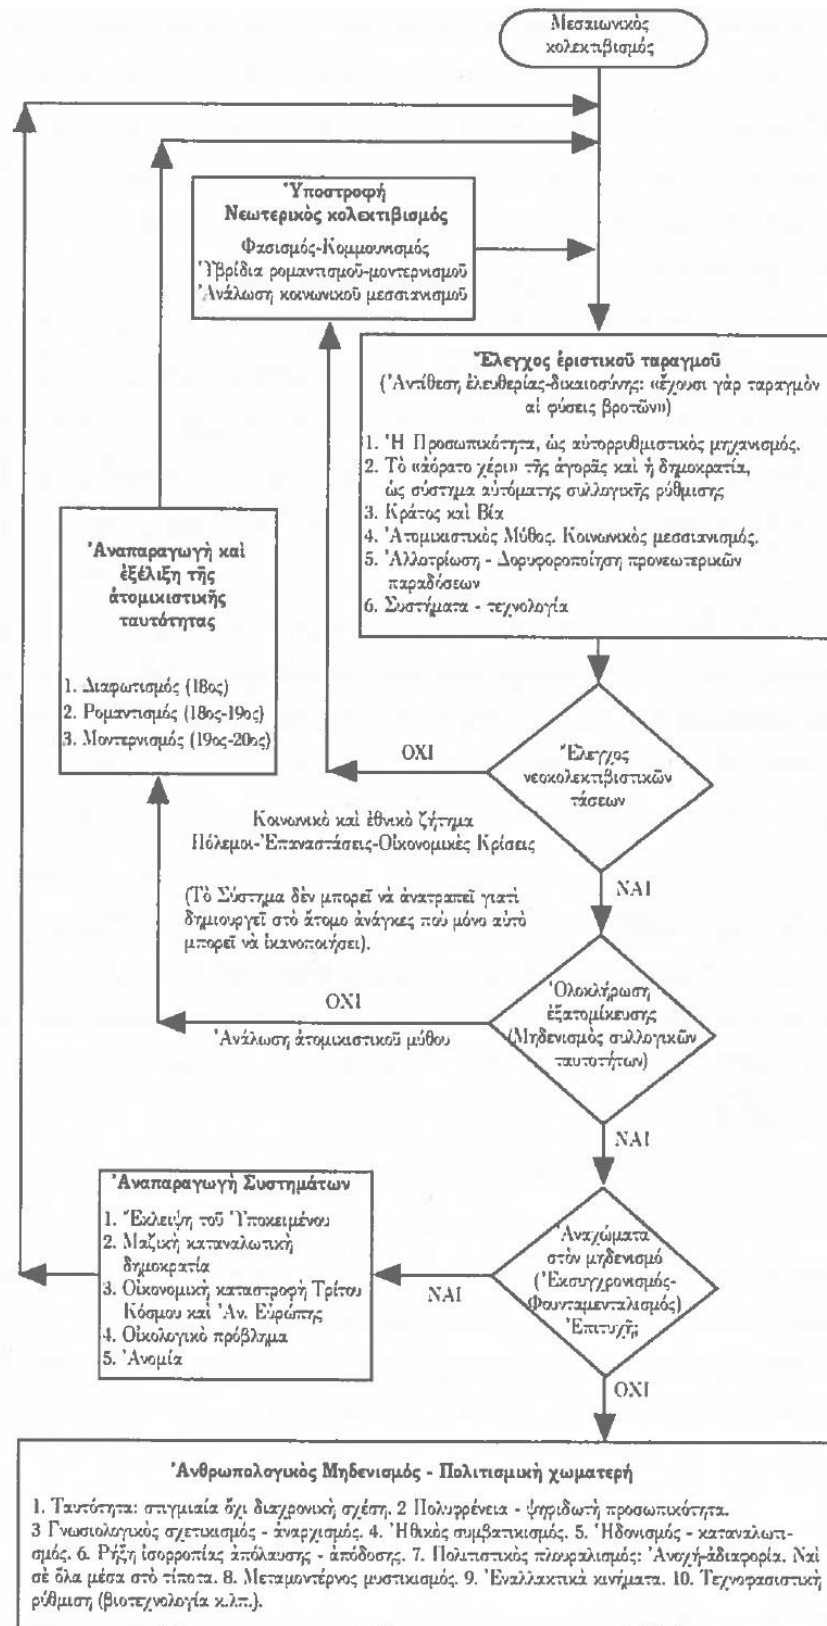 Μεσαιωνικὸς
κολεκτιβισμός
Ὑποστροφή
Νεωτερικὸς κολεκτιβισμός
Φασισμός-Κομμουνισμός
Ὑβρίδια ρομαντισμοῦ-μοντερνισμοῦ
Ἀνάλωση κοινωνικοῦ μεσσιανισμοῦ
Ἔλεγχος ἐριστικοῦ ταραγμοῦ
(Ἀντίθεση ἐλευθερίας-δικαιοσύνης: «ἔχουσι γὰρ ταραγμὸν
αἱ φύσεις βροτῶν»)
1. Ἡ Προσωπικότητα, ὡς αὐτορρυθμιστικὸς μηχανισμός.
2. Τὸ «ἀόρατο χέρι» τῆς ἀγορᾶς καὶ ἡ δημοκρατία,
ὡς σύστημα αὐτόματης συλλογικῆς ρύθμισης
3. Κράτος καὶ Βία
4. Ἀτομικιστικὸς Μύθος. Κοινωνικὸς μεσσιανισμός.
5. Ἀλλοτρίωση - Δορυφοροποίηση προνεωτερικῶν
παραδόσεων
6. Συστήματα - τεχνολογία
Ἀναπαραγωγὴ καὶ
ἐξέλιξη τῆς
ἀτομικιστικῆς
ταυτότητας
1. Διαφωτισμός (18ος)
2. Ρομαντισμός (18ος-19ος)
3. Μοντερνισμός (19ος-20ος)
ΟΧΙ
Ἔλεγχος
νεοκολεκτιβιστικῶν
τάσεων
Κοινωνικὸ καὶ ἐθνικὸ ζήτημα
Πόλεμοι-Ἐπαναστάσεις-Οἰκονομικὲς Κρίσεις
ΝΑΙ
(Τὸ Σύστημα δὲν μπορεῖ νὰ ἀνατραπεῖ γιατὶ
δημιουργεῖ στὸ ἄτομο ἀνάγκες ποὺ μόνο αὐτὸ
μπορεῖ νὰ ἱκανοποιήσει).
ΟΧΙ
Ἀνάλωση ἀτομικιστικοῦ μύθου
Ὁλοκλήρωση
ἐξατομίκευσης
(Μηδενισμὸς συλλογικῶν
ταυτοτήτων)
ΝΑΙ
Ἀναπαραγωγὴ Συστημάτων
1. Ἔκλειψη τοῦ Ὑποκειμένου
2. Μαζικὴ καταναλωτικὴ
δημοκρατία
3. Οἰκονομικὴ καταστροφὴ Τρίτου
Κόσμου καὶ Ἀν. Εὐρώπης
4. Οἰκολογικὸ πρόβλημα
5. Ἀνομία
ΝΑΙ
Ἀναχώματα
στὸν μηδενισμό
(Ἐκσυγχρονισμός-
Φουνταμενταλισμός)
Ἐπιτυχῆ;
ΟΧΙ
Ἀνθρωπολογικὸς Μηδενισμὸς - Πολιτισμικὴ χωματερή
1. Ταυτότητα: στιγμιαία ὄχι διαχρονικὴ σχέση. 2 Πολυφρένεια - ψηφιδωτὴ προσωπικότητα.
3 Γνωσιολογικὸς σχετικισμὸς - ἀναρχισμός. 4. Ἠθικὸς συμβατικισμός. 5. Ἡδονισμὸς - καταναλωτι-
σμός. 6. Ρήξη ἰσορροπίας ἀπόλαυσης - ἀπόδοσης. 7. Πολιτιστικὸς πλουραλισμός: Ἀνοχή-ἀδιαφορία. Ναὶ
σὲ ὅλα μέσα στὸ τίποτα. 8. Μεταμοντέρνος μυστικισμός. 9. Ἐναλλακτικὰ κινήματα. 10. Τεχνοφασιστικὴ
ρύθμιση (βιοτεχνολογία κ.λπ.).